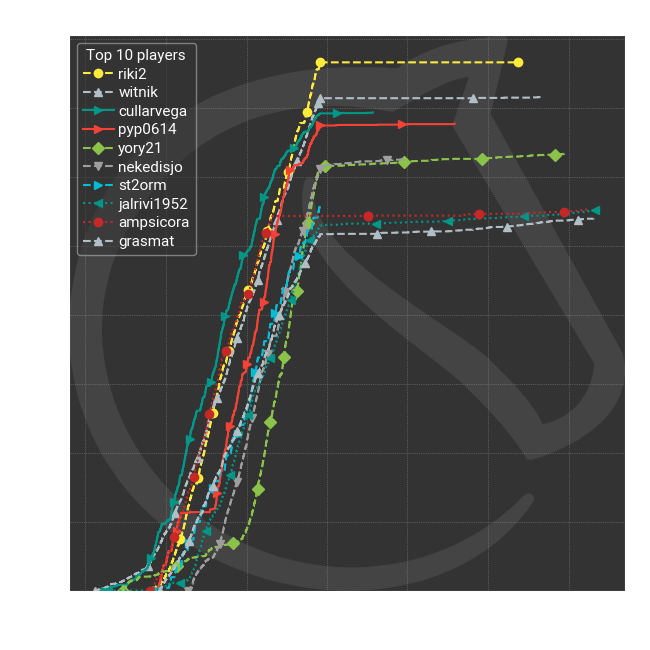 Top 10 players
riki2
witnik
cullarvega
pyp0614
yory21
nekedisjo
st2orm
jalrivi1952
ampsicora
grasmat